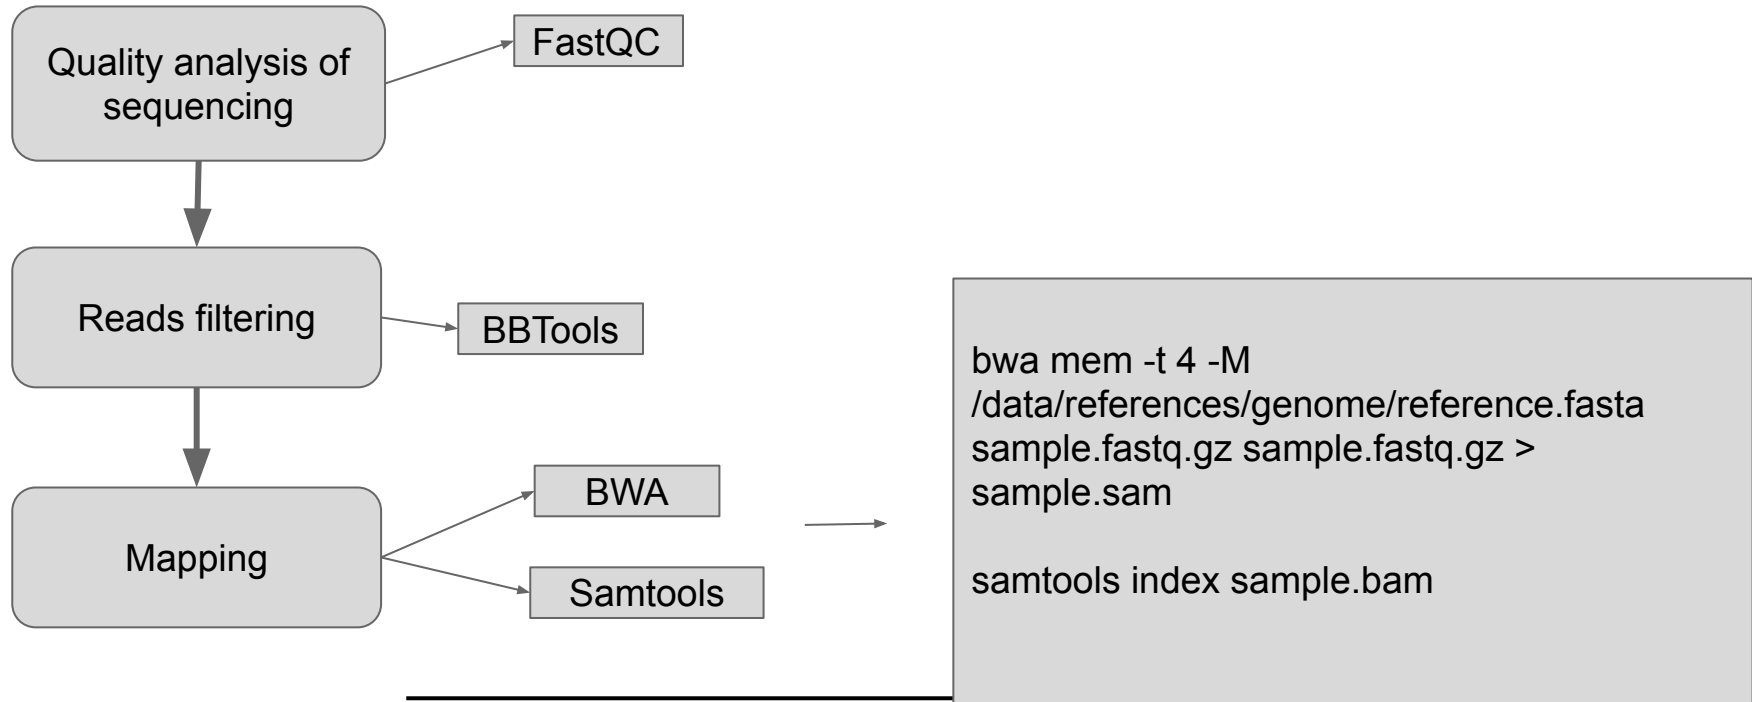 Quality analysis of
sequencing
FastQC
Reads filtering
BBTools
Mapping
BWA
Samtools
bwa mem -t 4 -M
/data/references/genome/reference.fasta
sample.fastq.gz sample.fastq.gz >
sample.sam
samtools index sample.bam